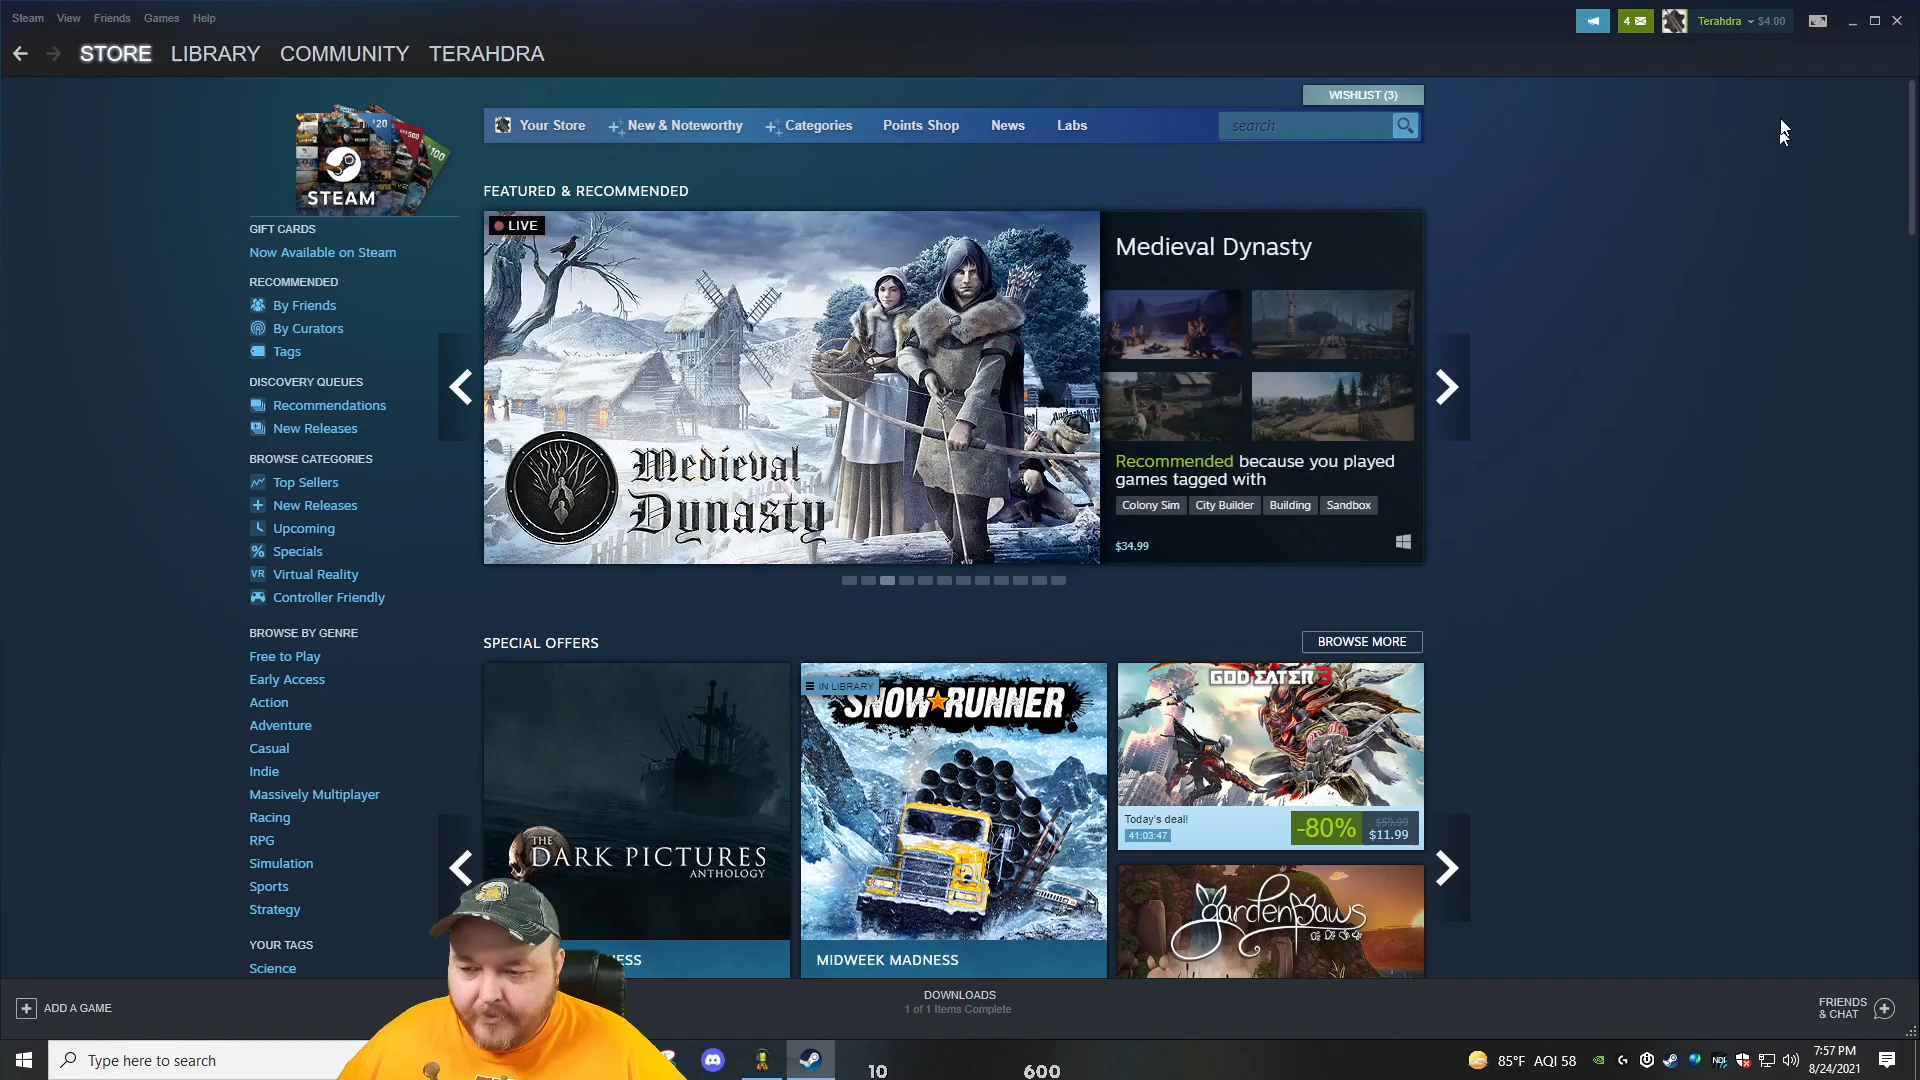 Steam View Friends Games Help
4 Terahdra $4.00
STORE LIBRARY COMMUNITY TERAHDRA
WISHLIST (3)
Your Store New & Noteworthy Categories Points Shop News Labs search
$20 $500 $100
STEAM
GIFT CARDS
Now Available on Steam
RECOMMENDED
By Friends
By Curators
Tags
DISCOVERY QUEUES
Recommendations
New Releases
BROWSE CATEGORIES
Top Sellers
New Releases
Upcoming
Specials
VR Virtual Reality
Controller Friendly
BROWSE BY GENRE
Free to Play
Early Access
Action
Adventure
Casual
Indie
Massively Multiplayer
Racing
RPG
Simulation
Sports
Strategy
YOUR TAGS
Science
FEATURED & RECOMMENDED
LIVE
Medieval
Dynasty
Medieval Dynasty
Recommended because you played
games tagged with
Colony Sim City Builder Building Sandbox
$34.99
SPECIAL OFFERS
BROWSE MORE
THE
DARK PICTURES
ANTHOLOGY
IN LIBRARY
SNOWRUNNER
MIDWEEK MADNESS
GOD EATER 3
Today's deal!
41:03:47
-80%
$59.99
$11.99
garden paws
ADD A GAME
DOWNLOADS
1 of 1 Items Complete
FRIENDS
& CHAT
Type here to search
10 600
85°F AQI 58
7:57 PM
8/24/2021